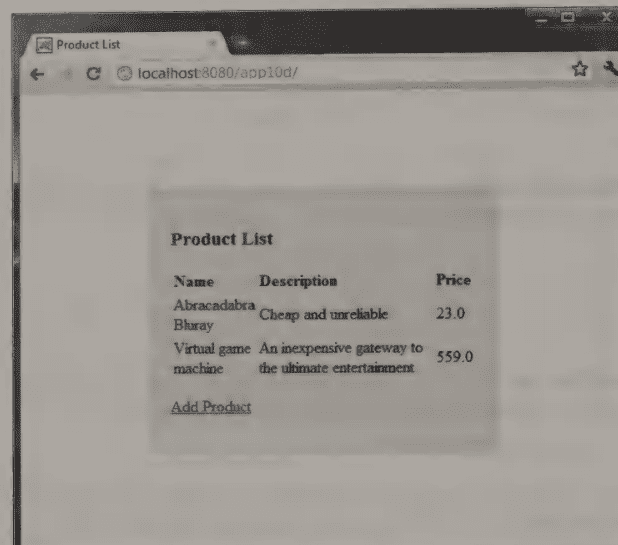 Product List
localhost:8080/app10d/
Product List
Name Description Price
Abracadabra
Bluray Cheap and unreliable 23.0
Virtual game An inexpensive gateway to
machine the ultimate entertainment 559.0
Add Product